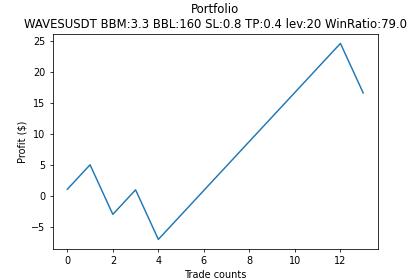 Portfolio
WAVESUSDT BBM:3.3 BBL:160 SL:0.8 TP:0.4 lev:20 WinRatio:79.0
25
20
15
10
5
0
−5
Profit ($)
0 2 4 6 8 10 12
Trade counts